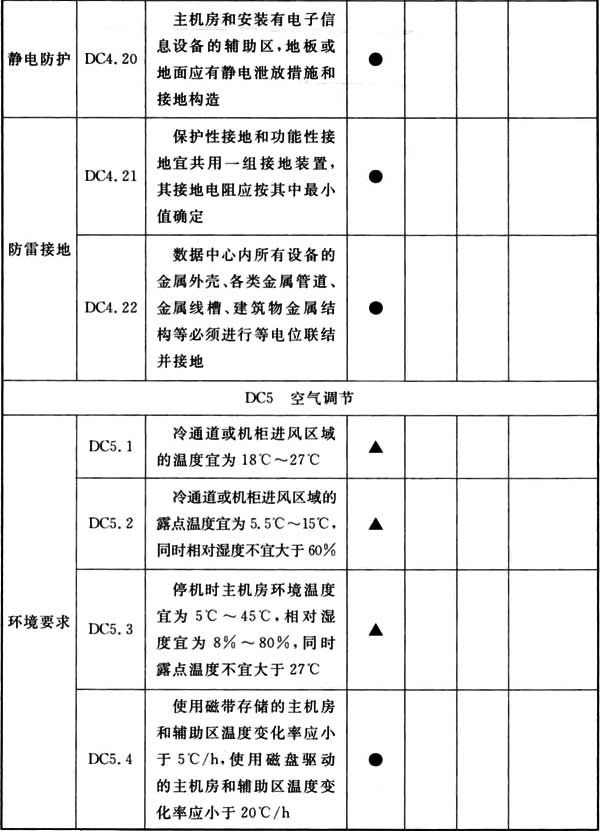 静电防护
DC4.20
主机房和安装有电子信
息设备的辅助区,地板或
地面应有静电泄放措施和
接地构造
●
防雷接地
DC4.21
保护性接地和功能性接
地宜共用一组接地装置,
其接地电阻应按其中最小
值确定
●
DC4.22
数据中心内所有设备的
金属外壳、各类金属管道、
金属线槽、建筑物金属结
构等必须进行等电位联结
并接地
●
DC5 空气调节
环境要求
DC5.1
冷通道或机柜进风区域
的温度宜为18℃～27℃
▲
DC5.2
冷通道或机柜进风区域的
露点温度宜为5.5℃～15℃,
同时相对湿度不宜大于60%
▲
DC5.3
停机时主机房环境温度
宜为5℃～45℃,相对湿
度宜为8%～80%,同时
露点温度不宜大于27℃
▲
DC5.4
使用磁带存储的主机房
和辅助区温度变化率应小
于5℃/h,使用磁盘驱动
的主机房和辅助区温度变
化率应小于20℃/h
●